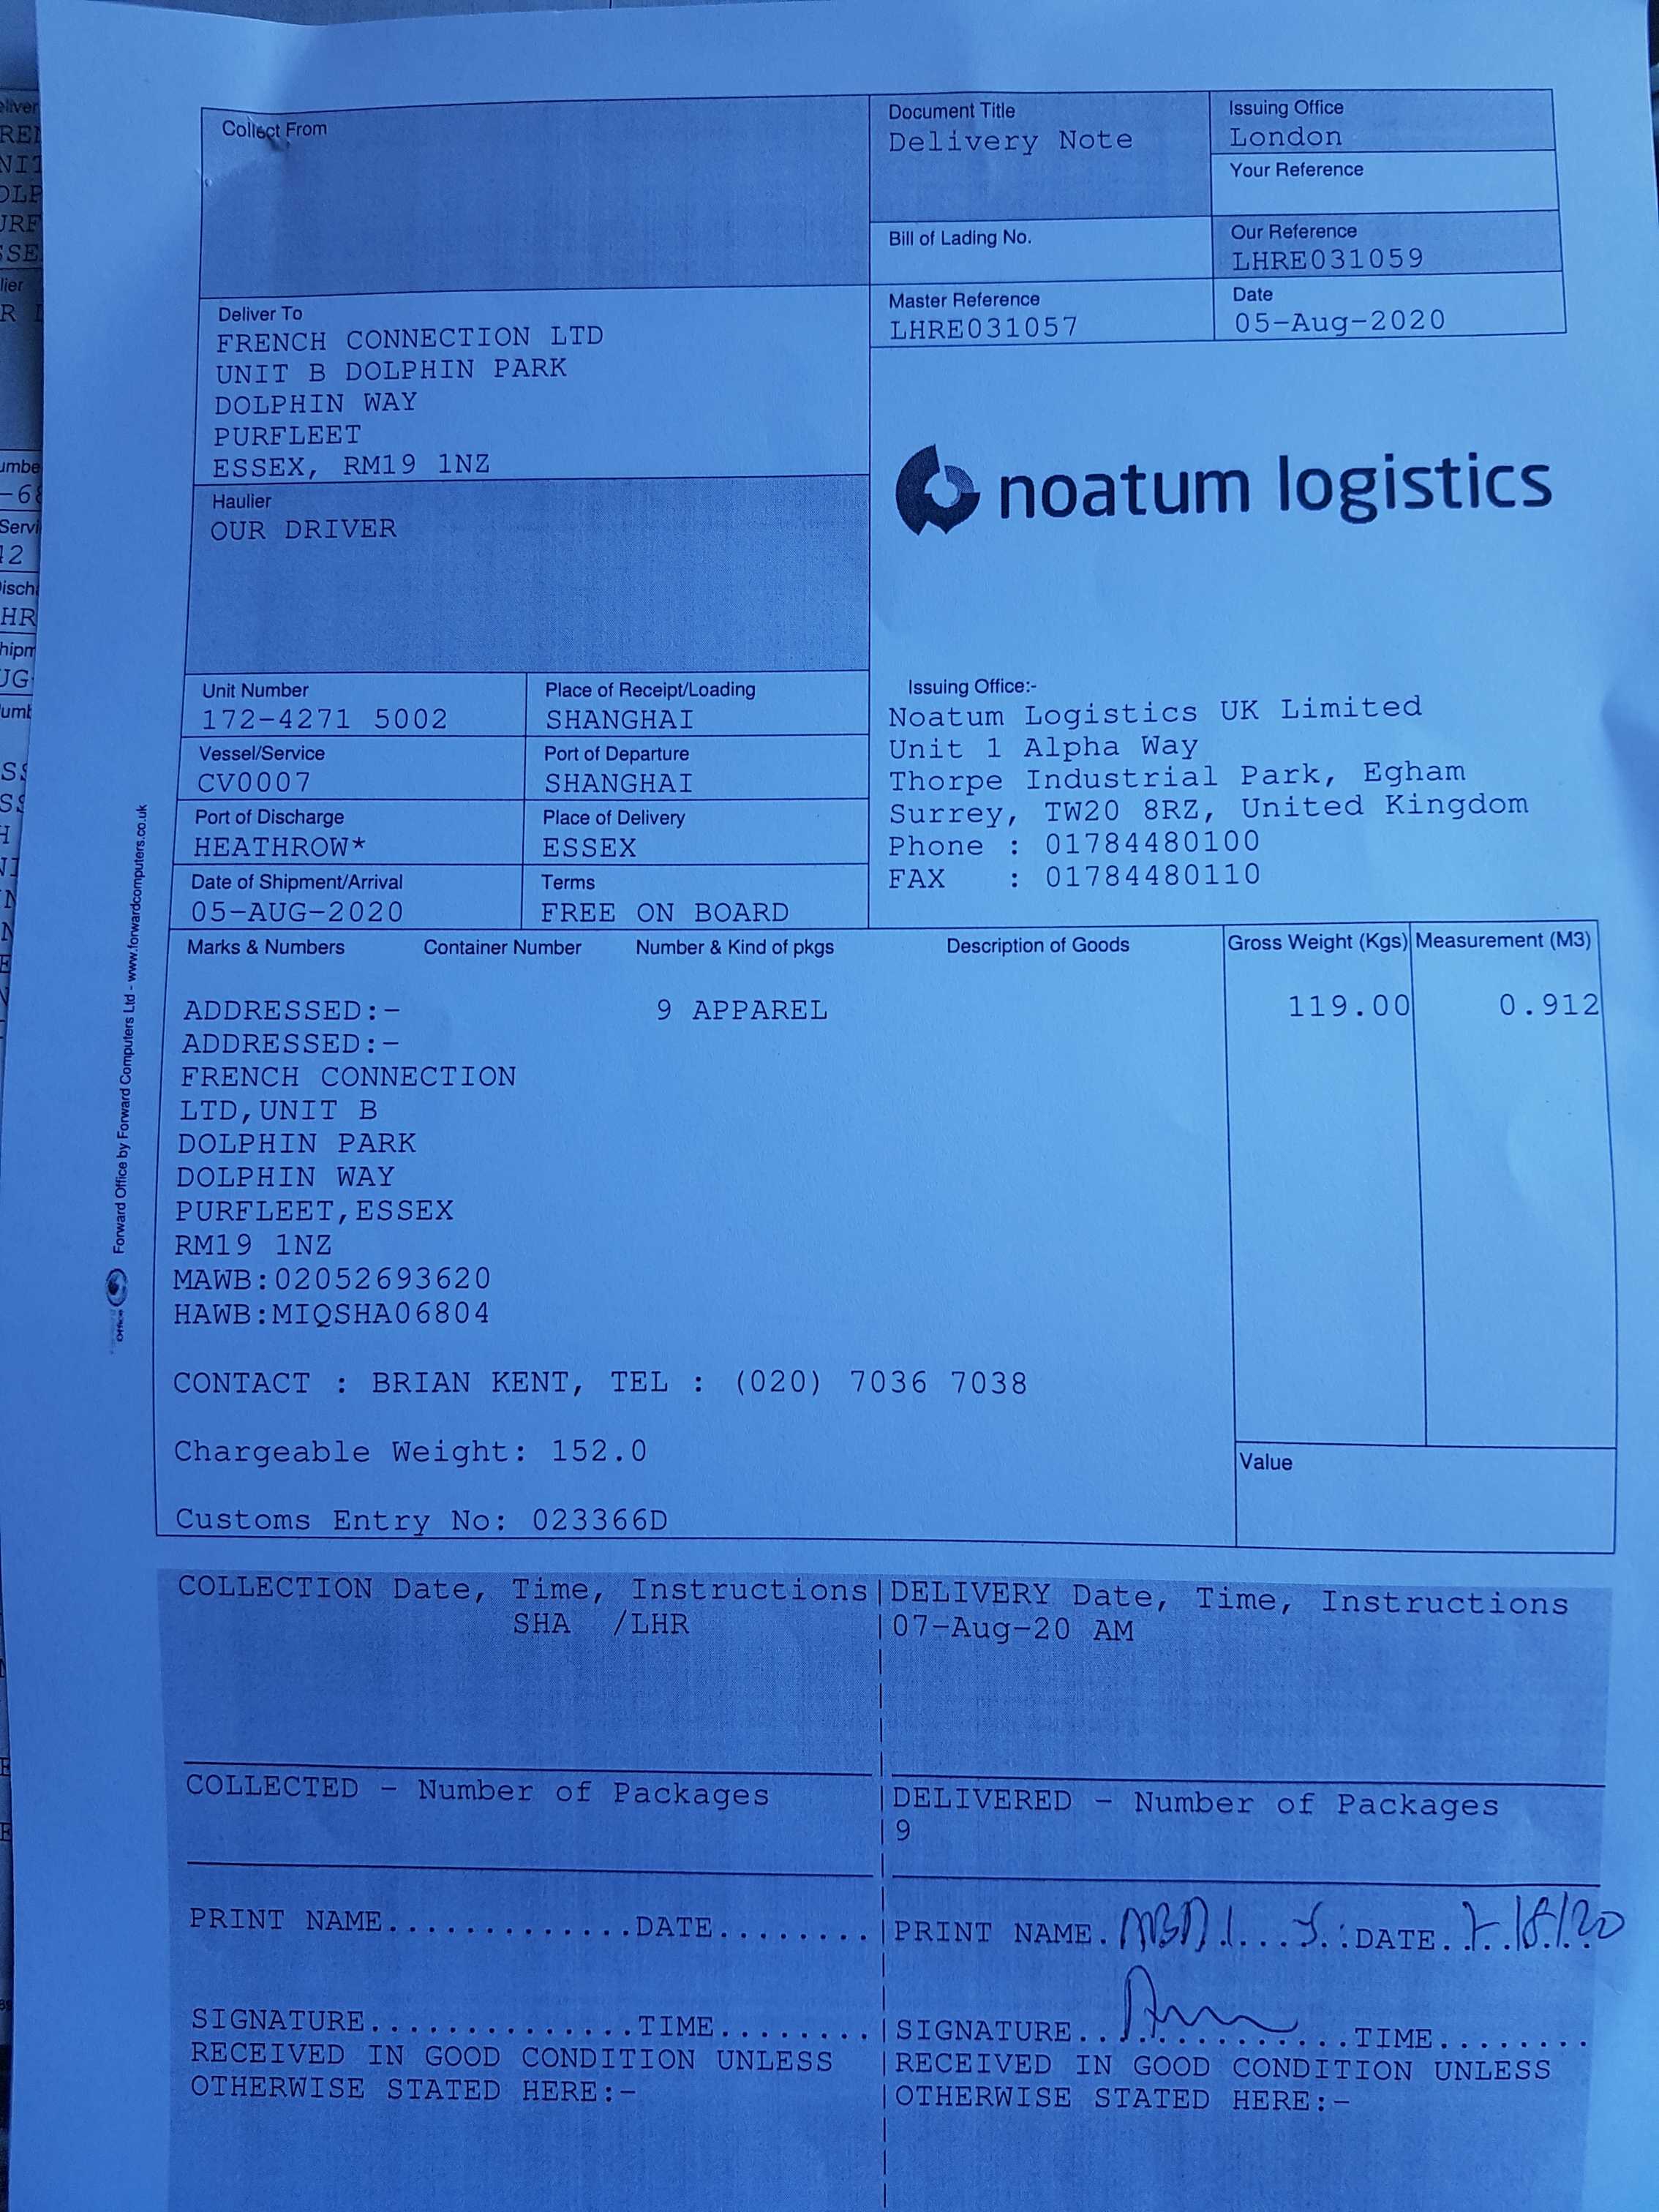 Collect From
Document Title
Delivery Note
Issuing Office
London
Your Reference
Bill of Lading No.
Our Reference
LHRE031059
Master Reference
LHRE031057
Date
05-Aug-2020
Deliver To
FRENCH CONNECTION LTD
UNIT B DOLPHIN PARK
DOLPHIN WAY
PURFLEET
ESSEX, RM19 1NZ
Haulier
OUR DRIVER
noatum logistics
Unit Number
172-4271 5002
Place of Receipt/Loading
SHANGHAI
Vessel/Service
CV0007
Port of Departure
SHANGHAI
Port of Discharge
HEATHROW*
Place of Delivery
ESSEX
Date of Shipment/Arrival
05-AUG-2020
Terms
FREE ON BOARD
Issuing Office:-
Noatum Logistics UK Limited
Unit 1 Alpha Way
Thorpe Industrial Park, Egham
Surrey, TW20 8RZ, United Kingdom
Phone : 01784480100
FAX : 01784480110
Marks & Numbers Container Number Number & Kind of pkgs Description of Goods Gross Weight (Kgs) Measurement (M3)
ADDRESSED:- 9 APPAREL 119.00 0.912
ADDRESSED:-
FRENCH CONNECTION
LTD,UNIT B
DOLPHIN PARK
DOLPHIN WAY
PURFLEET,ESSEX
RM19 1NZ
MAWB:02052693620
HAWB:MIQSHA06804
CONTACT : BRIAN KENT, TEL : (020) 7036 7038
Chargeable Weight: 152.0
Value
Customs Entry No: 023366D
Forward Office by Forward Computers Ltd - www.forwardcomputers.co.uk
COLLECTION Date, Time, Instructions
SHA /LHR
DELIVERY Date, Time, Instructions
07-Aug-20 AM
COLLECTED - Number of Packages
DELIVERED - Number of Packages
9
PRINT NAME.............DATE........
PRINT NAME. DATE. 7/8/20
SIGNATURE..............TIME........
SIGNATURE..............TIME........
RECEIVED IN GOOD CONDITION UNLESS
OTHERWISE STATED HERE:-
RECEIVED IN GOOD CONDITION UNLESS
OTHERWISE STATED HERE:-